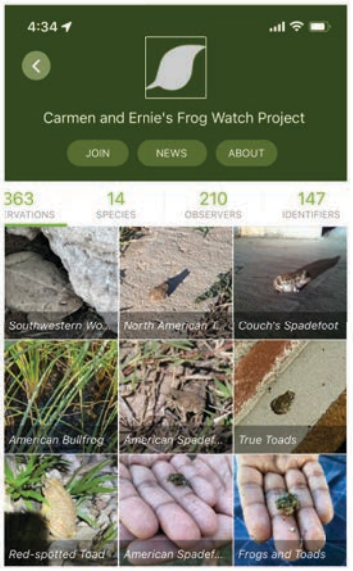 4:34
Carmen and Ernie's Frog Watch Project
JOIN NEWS ABOUT
363 14 210 147
ERVATIONS SPECIES OBSERVERS IDENTIFIERS
Southwestern Wo... North American T... Couch's Spadefoot
American Bullfrog American Spadef... True Toads
Red-spotted Toad American Spadef... Frogs and Toads